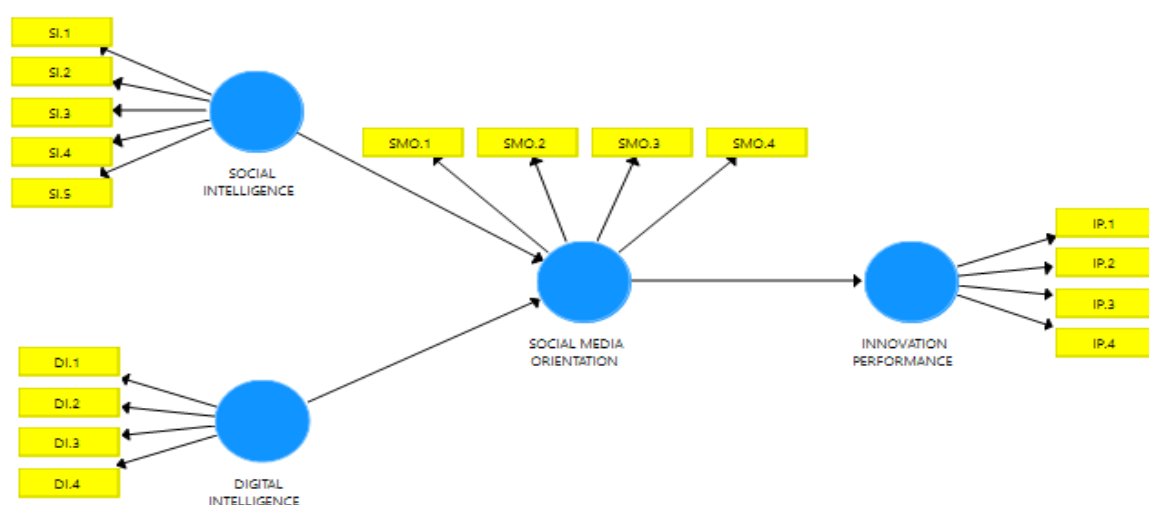 SI.1
SI.2
SI.3
SI.4
SI.5
SOCIAL
INTELLIGENCE
SMO.1
SMO.2
SMO.3
SMO.4
SOCIAL MEDIA
ORIENTATION
IP.1
IP.2
IP.3
IP.4
INNOVATION
PERFORMANCE
DI.1
DI.2
DI.3
DI.4
DIGITAL
INTELLIGENCE